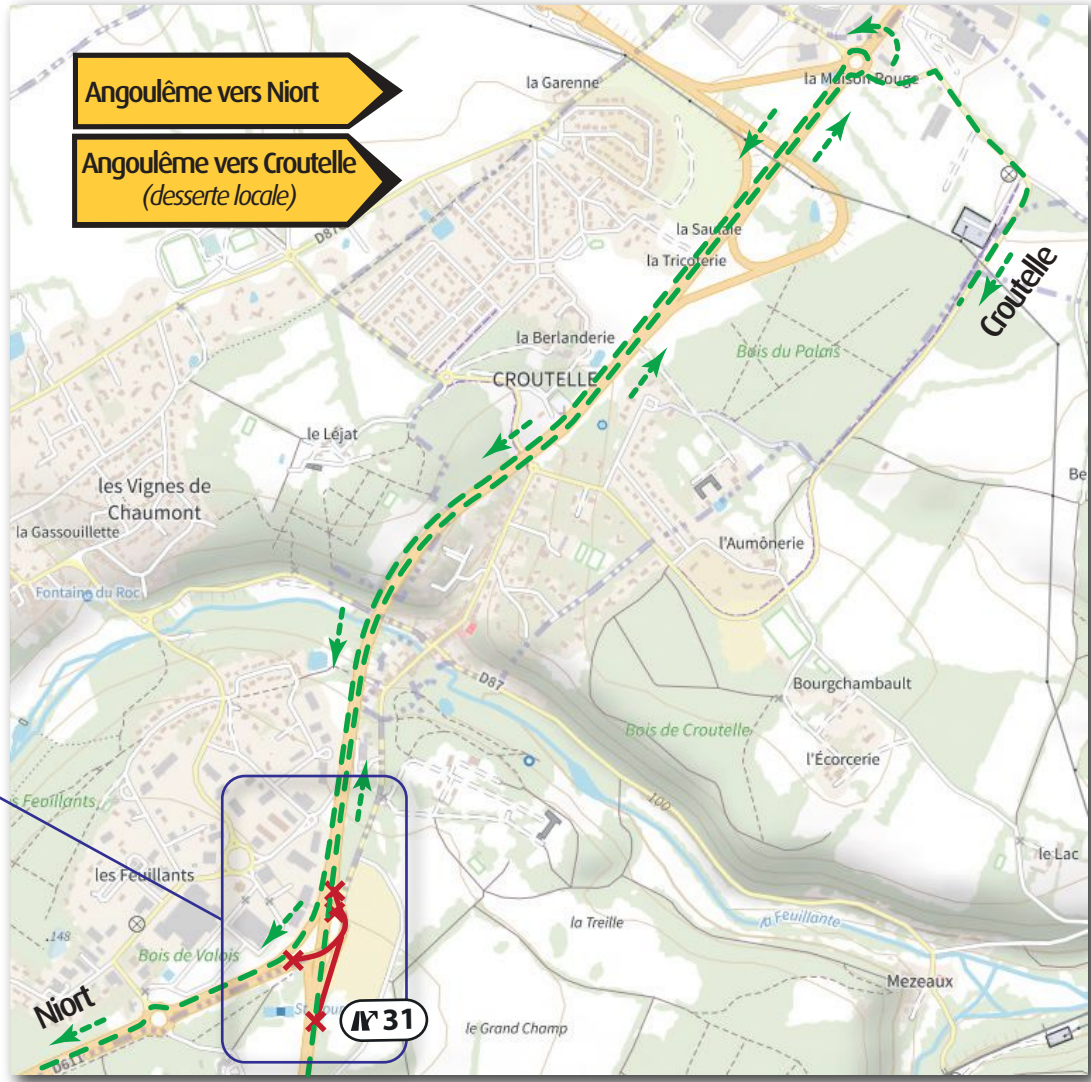 Angoulême vers Niort
Angoulême vers Croutelle
(desserte locale)
la Garenne
la Maison Rouge
la Saulaie
la Tricoterie
Croutelle
la Berlanderie
CROUTELLE
Bois du Palais
le Léjat
les Vignes de
Chaumont
la Gassouillette
l'Aumônerie
Fontaine du Roc
D87
Bourgchambault
Bois de Croutelle
l'Écorcerie
100
Feuillants
le Lac
les Feuillants
la Treille
la Feuillante
148
Bois de Valois
Mezeaux
Niort
31
le Grand Champ
D611